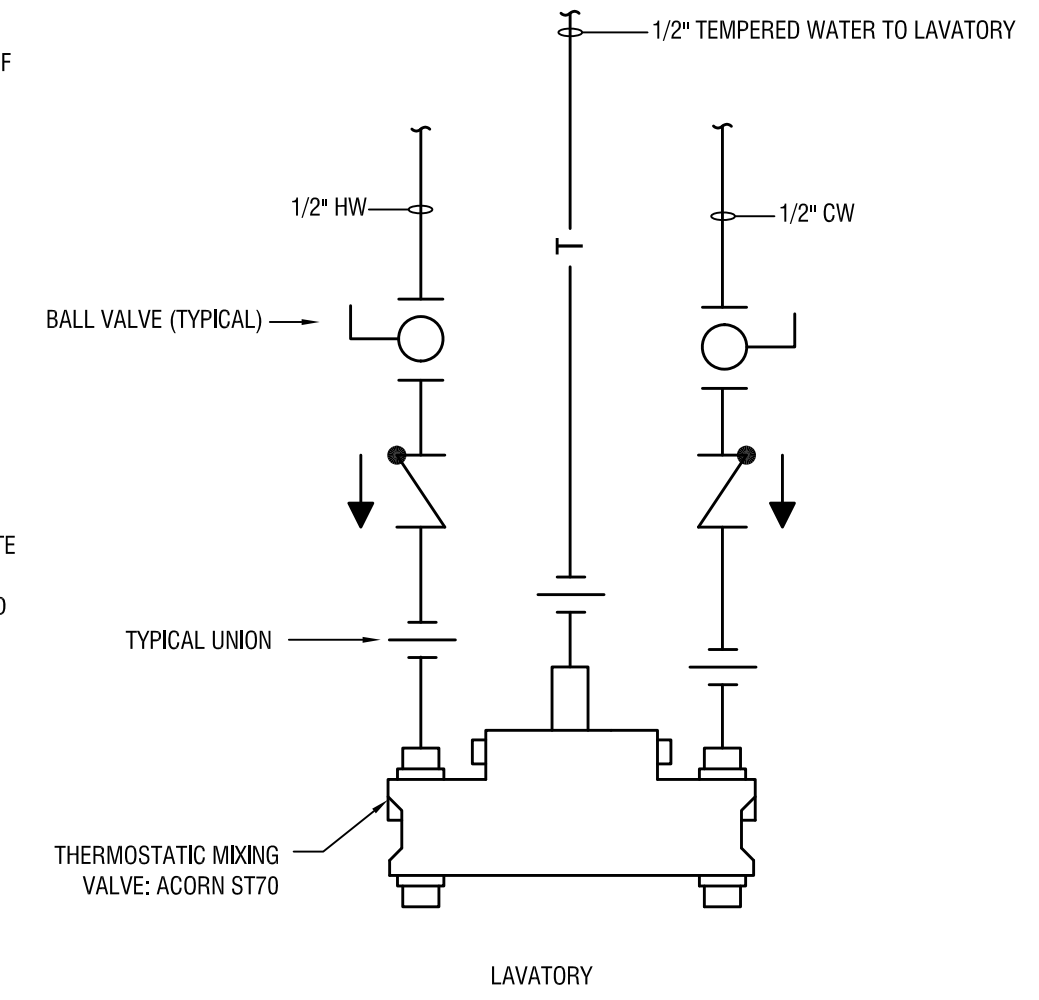 1/2" TEMPERED WATER TO LAVATORY
F
1/2" HW
1/2" CW
T
BALL VALVE (TYPICAL)
TE
TYPICAL UNION
THERMOSTATIC MIXING
VALVE: ACORN ST70
LAVATORY